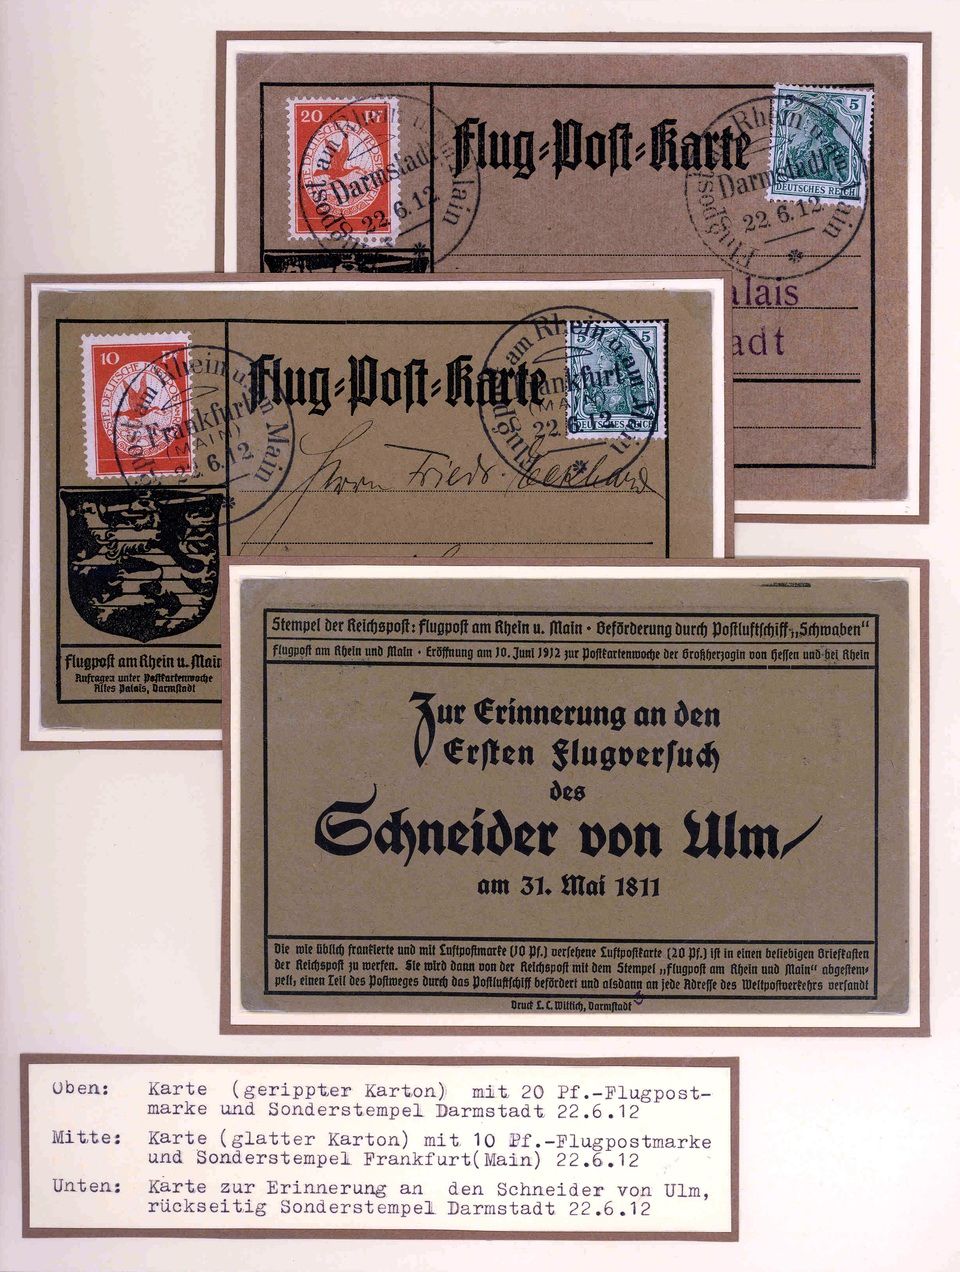 20 Pf
Flug-Post-Karte
5
DEUTSCHES REICH
Flugpost am Rhein u. Main
Darmstadt
22.6.12
Flugpost am Rhein u. am Main
Darmstadt
22.6.12
alais
adt
10 Pf
Flug-Post-Karte
5 5
DEUTSCHES REICH
Flugpost am Rhein u. am Main
Frankfurt
(MAIN)
22.6.12
Flugpost am Rhein u. am Main
Frankfurt
(MAIN)
22.6.12
Herrn Friedr.
Flugpost am Rhein u. Main
Anfragen unter Postkartenwoche
Altes Palais, Darmstadt
Stempel der Reichspost: Flugpost am Rhein u. Main · Beförderung durch Postluftschiff „Schwaben“
Flugpost am Rhein und Main · Eröffnung am 10. Juni 1912 zur Postkartenwoche der Großherzogin von Hessen und bei Rhein
Zur Erinnerung an den
Ersten Flugversuch
des
Schneider von Ulm
am 31. Mai 1811
Die wie üblich frankierte und mit Luftpostmarke (10 Pf.) versehene Luftpostkarte (20 Pf.) ist in einen beliebigen Briefkasten
der Reichspost zu werfen. Sie wird dann von der Reichspost mit dem Stempel „Flugpost am Rhein und Main“ abgestem-
pelt, einen Teil des Postweges durch das Postluftschiff befördert und alsdann an jede Adresse des Weltpostverkehrs versandt
Druck L. C. Wittich, Darmstadt
Oben: Karte (gerippter Karton) mit 20 Pf.-Flugpost-
marke und Sonderstempel Darmstadt 22.6.12
Mitte: Karte (glatter Karton) mit 10 Pf.-Flugpostmarke
und Sonderstempel Frankfurt(Main) 22.6.12
Unten: Karte zur Erinnerung an den Schneider von Ulm,
rückseitig Sonderstempel Darmstadt 22.6.12